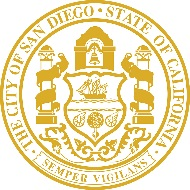 THE CITY OF SAN DIEGO · STATE OF CALIFORNIA ·
SEMPER VIGILANS